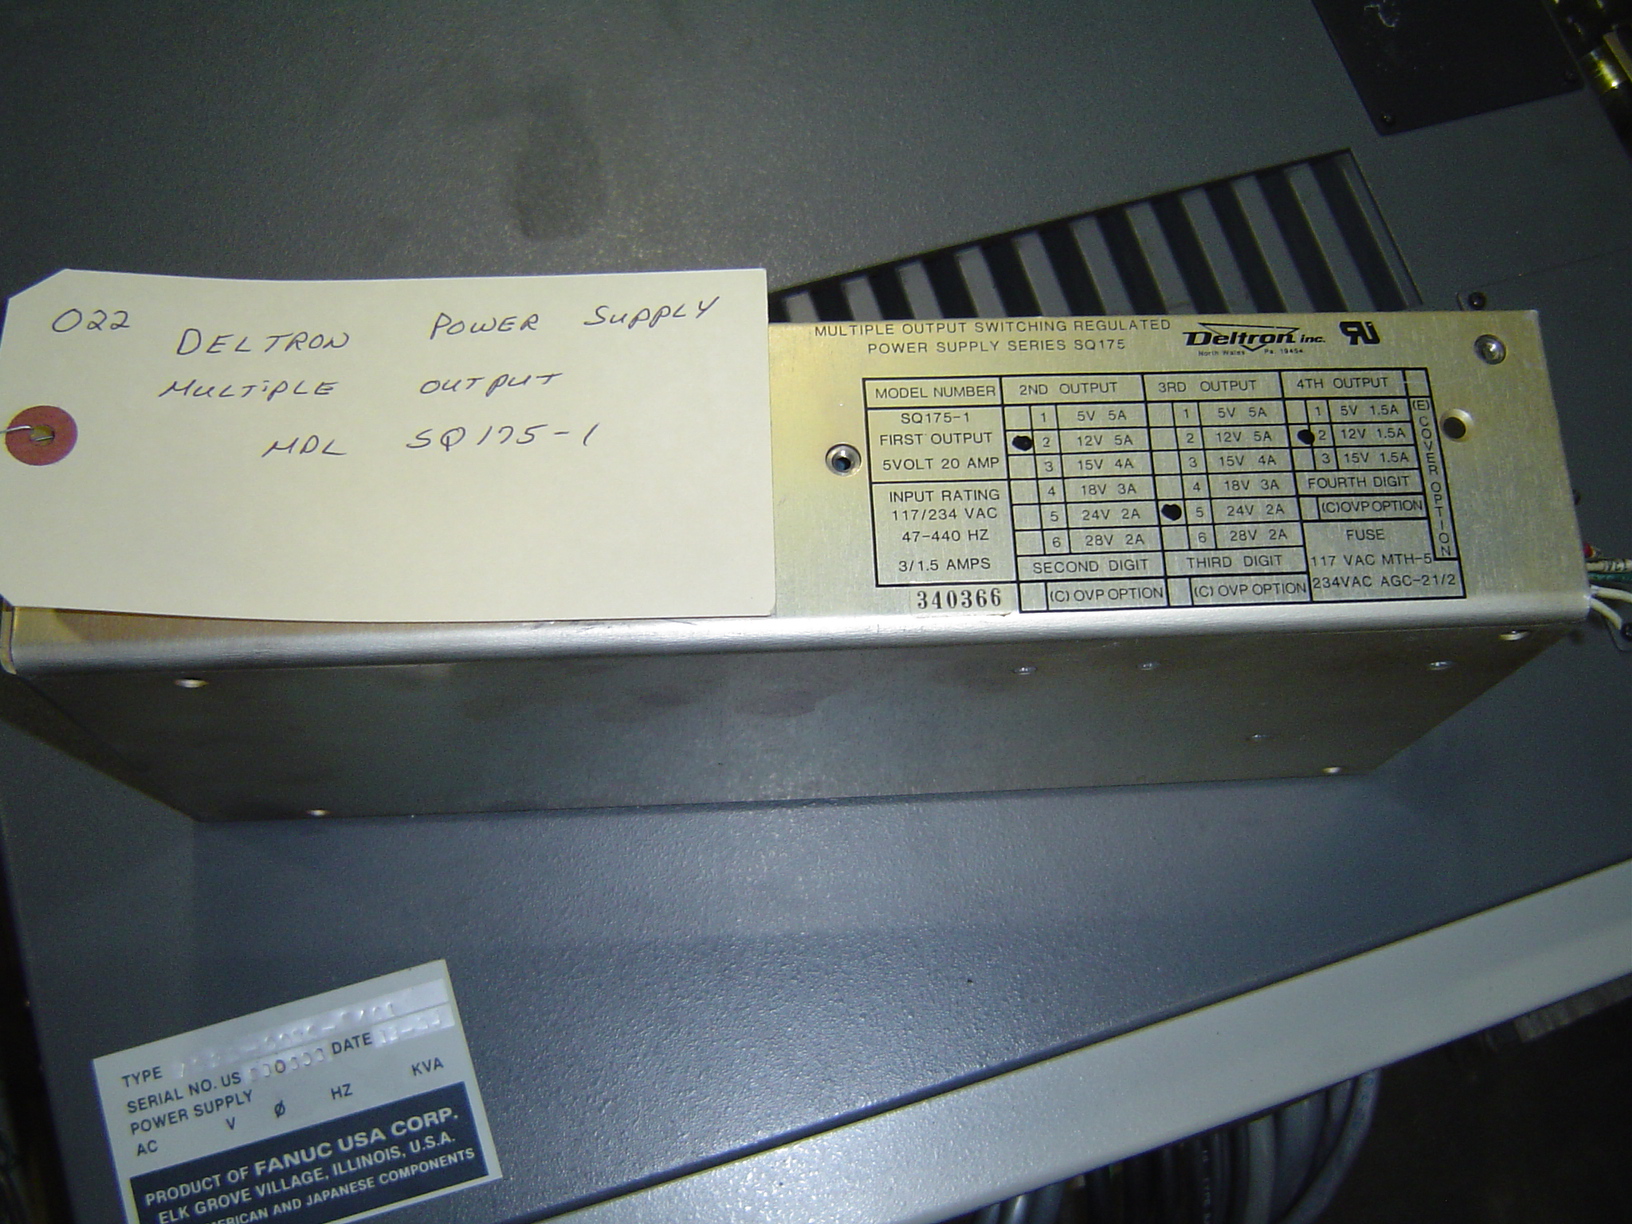 022
DELTRON POWER SUPPLY
MULTIPLE OUTPUT
MDL SQ175-1
MULTIPLE OUTPUT SWITCHING REGULATED
POWER SUPPLY SERIES SQ175
Deltron inc.
North Wales Pa. 19454
MODEL NUMBER 2ND OUTPUT 3RD OUTPUT 4TH OUTPUT
SQ175-1 1 5V 5A 1 5V 5A 1 5V 1.5A
FIRST OUTPUT 2 12V 5A 2 12V 5A 2 12V 1.5A
5VOLT 20 AMP 3 15V 4A 3 15V 4A 3 15V 1.5A
INPUT RATING 4 18V 3A 4 18V 3A FOURTH DIGIT
117/234 VAC 5 24V 2A 5 24V 2A (C)OVP OPTION
47-440 HZ 6 28V 2A 6 28V 2A FUSE
3/1.5 AMPS SECOND DIGIT THIRD DIGIT 117 VAC MTH-5
340366 (C) OVP OPTION (C) OVP OPTION 234VAC AGC-21/2
(E) COVER OPTION
TYPE
SERIAL NO. US DATE
POWER SUPPLY
AC V Ø HZ KVA
PRODUCT OF FANUC USA CORP.
ELK GROVE VILLAGE, ILLINOIS, U.S.A.
AND JAPANESE COMPONENTS